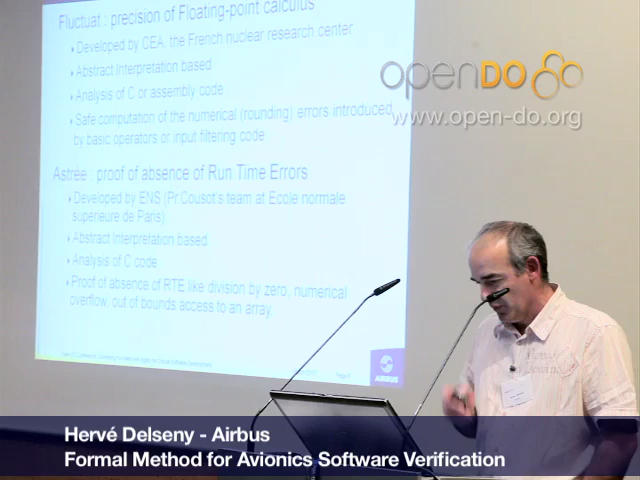 Fluctuat : precision of Floating-point calculus
Developed by CEA, the French nuclear research center
Abstract Interpretation based
Analysis of C or assembly code
Safe computation of the numerical (rounding) errors introduced
by basic operators or input filtering code
Astrée : proof of absence of Run Time Errors
Developed by ENS (Pr.Cousot's team at Ecole normale
superieure de Paris)
Abstract Interpretation based
Analysis of C code
Proof of absence of RTE like division by zero, numerical
overflow, out of bounds access to an array.
AIRBUS
openDO
www.open-do.org
Hervé Delseny - Airbus
Formal Method for Avionics Software Verification